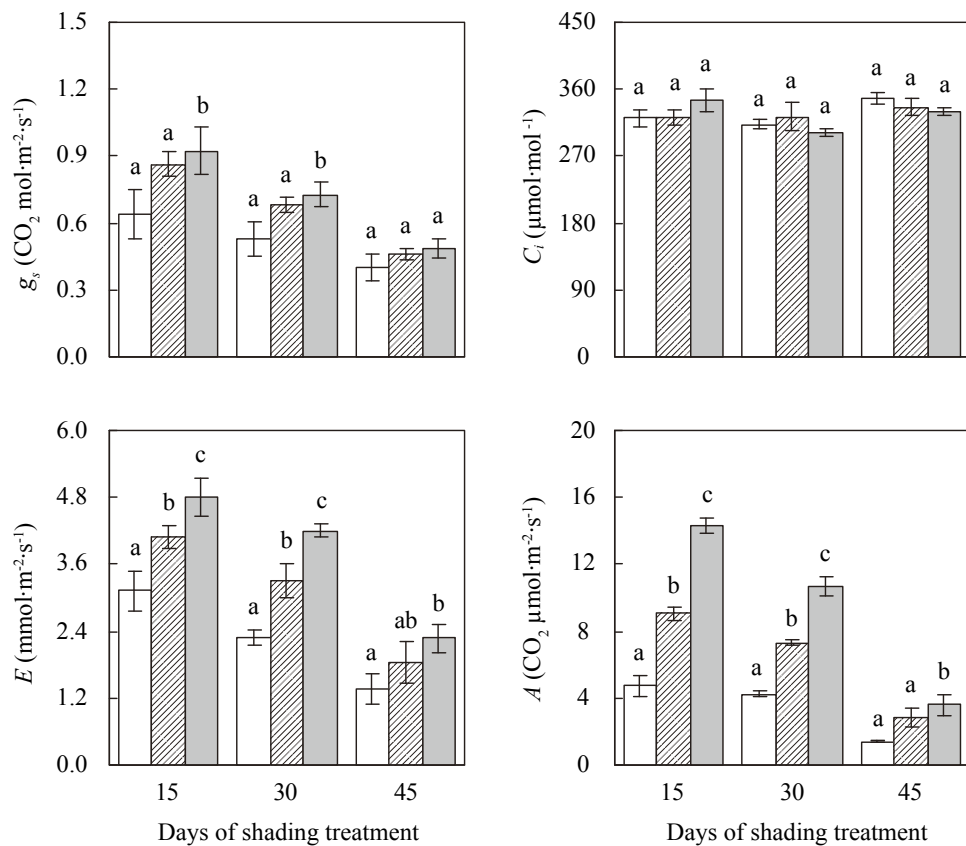 1.5
1.2
0.9
0.6
0.3
0.0
g_s (CO₂ mol·m⁻²·s⁻¹)
a a b
a a b
a a a
450
360
270
180
90
0
C_i (µmol·mol⁻¹)
a a a
a a a
a a a
6.0
4.8
3.6
2.4
1.2
0.0
E (mmol·m⁻²·s⁻¹)
a b c
a b c
a ab b
15 30 45
Days of shading treatment
20
16
12
8
4
0
A (CO₂ µmol·m⁻²·s⁻¹)
a b c
a b c
a a b
15 30 45
Days of shading treatment